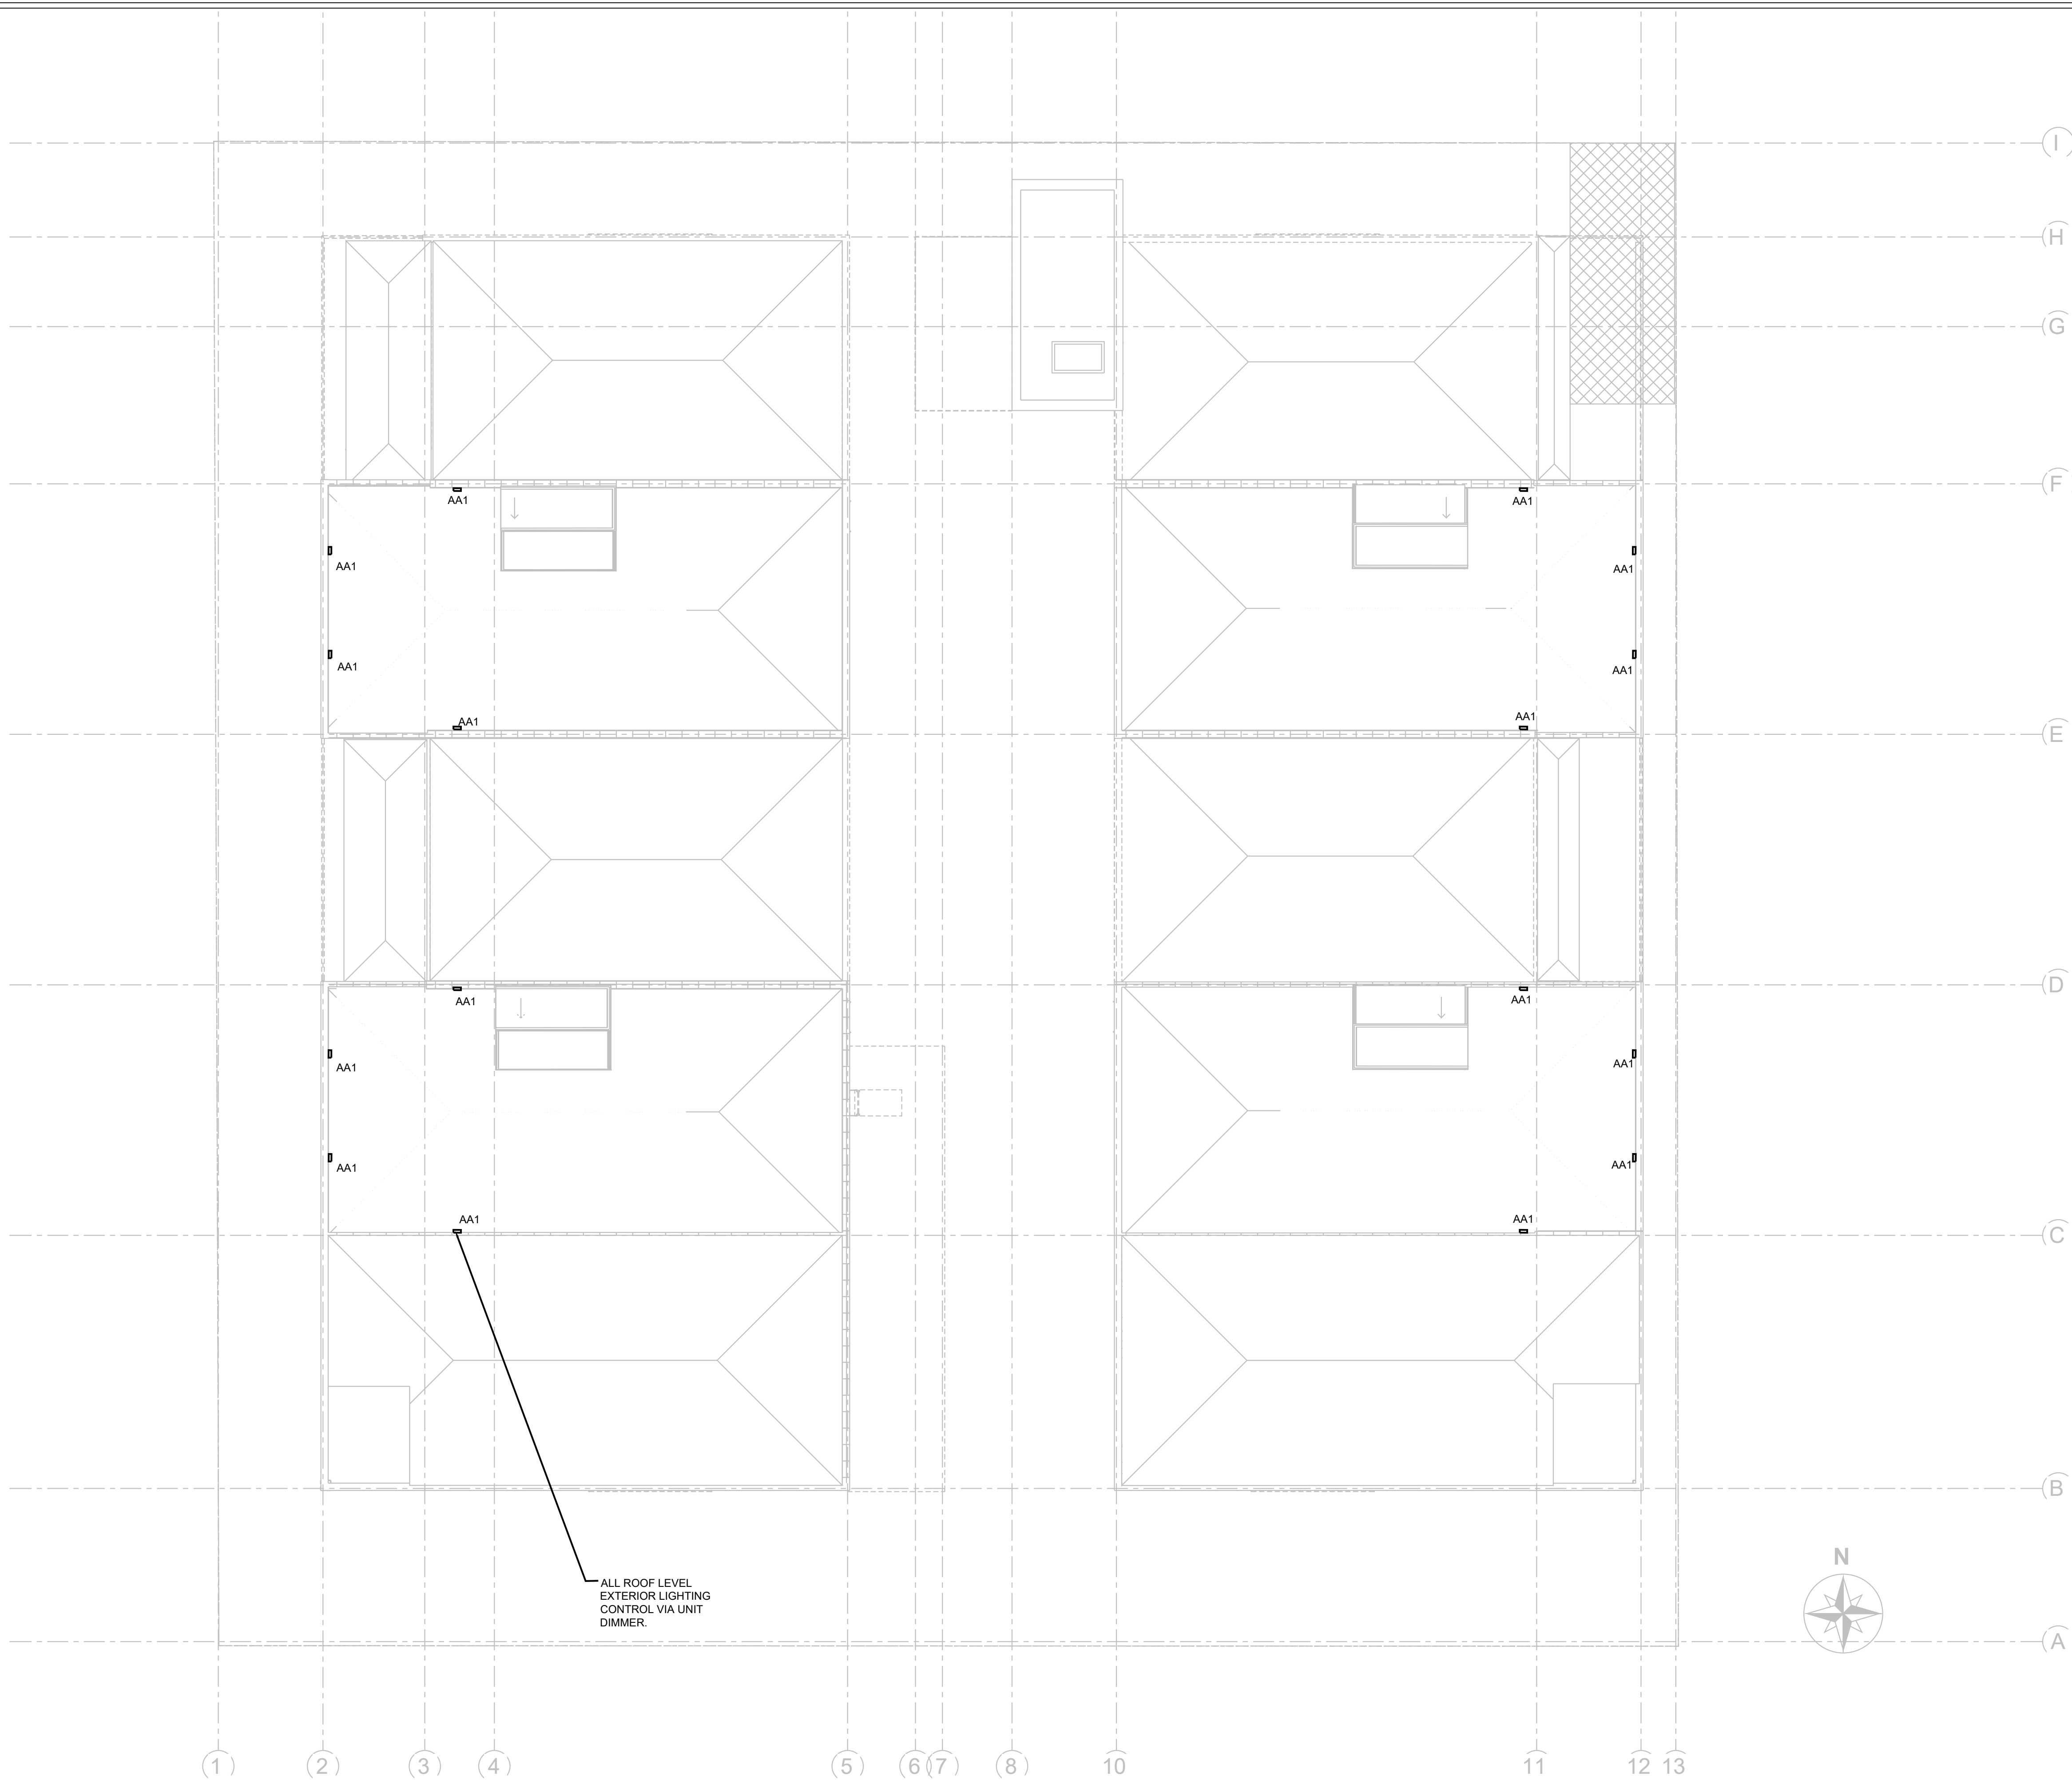 I
H
G
F
AA1
AA1
AA1
AA1
AA1
AA1
AA1
AA1
E
D
AA1
AA1
AA1
AA1
AA1
AA1
AA1
AA1
C
B
N
ALL ROOF LEVEL
EXTERIOR LIGHTING
CONTROL VIA UNIT
DIMMER.
A
1 2 3 4 5 6 7 8 10 11 12 13